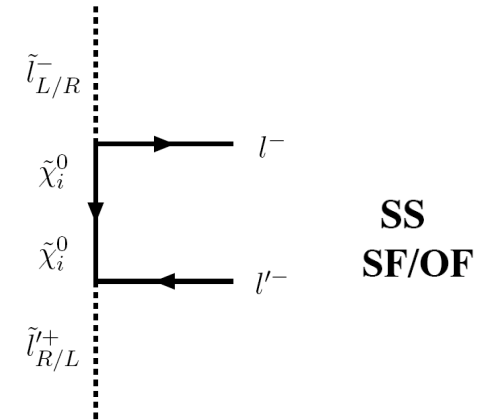 l̃⁻_{L/R}
l⁻
χ̃⁰_i
SS
χ̃⁰_i
SF/OF
l′⁻
l̃′⁺_{R/L}